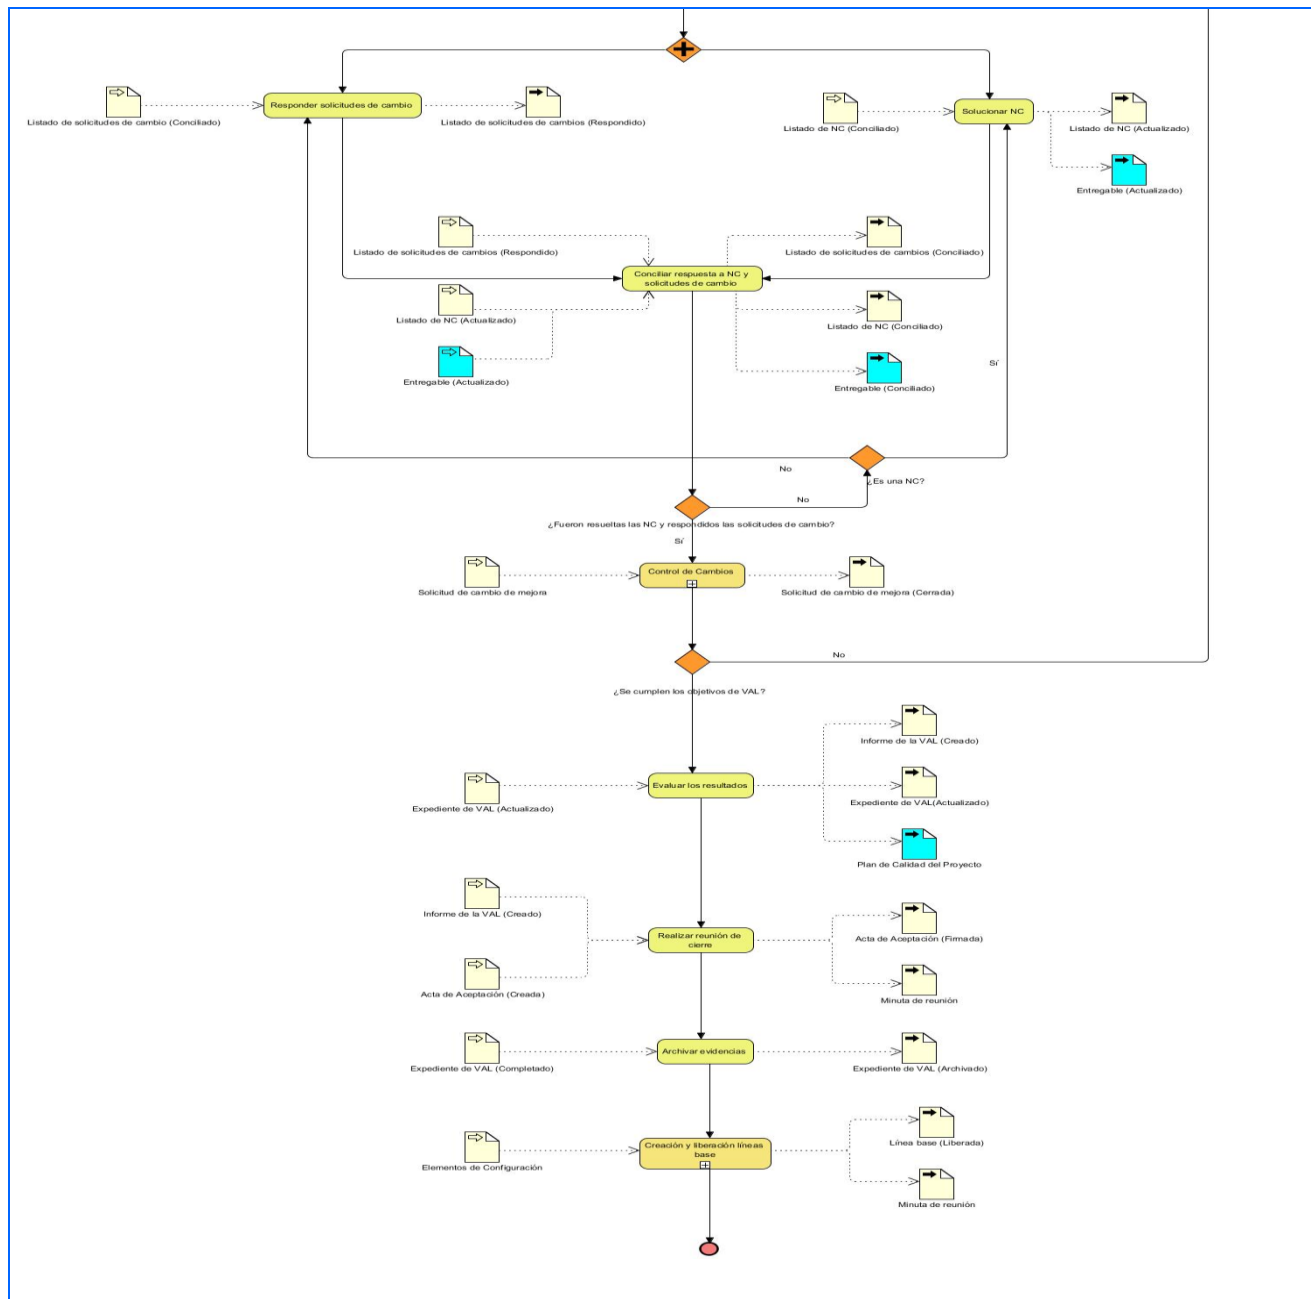 Responder solicitudes de cambio
Listado de solicitudes de cambio (Conciliado)
Listado de solicitudes de cambios (Respondido)
Solucionar NC
Listado de NC (Conciliado)
Listado de NC (Actualizado)
Entregable (Actualizado)
Listado de solicitudes de cambios (Respondido)
Listado de solicitudes de cambios (Conciliado)
Conciliar respuesta a NC y
solicitudes de cambio
Listado de NC (Actualizado)
Listado de NC (Conciliado)
Entregable (Actualizado)
Entregable (Conciliado)
Sí
No
¿Es una NC?
No
¿Fueron resueltas las NC y respondidos las solicitudes de cambio?
Sí
Control de Cambios
Solicitud de cambio de mejora
Solicitud de cambio de mejora (Cerrada)
No
¿Se cumplen los objetivos de VAL?
Informe de la VAL (Creado)
Evaluar los resultados
Expediente de VAL (Actualizado)
Expediente de VAL(Actualizado)
Plan de Calidad del Proyecto
Informe de la VAL (Creado)
Realizar reunión de
cierre
Acta de Aceptación (Firmada)
Acta de Aceptación (Creada)
Minuta de reunión
Archivar evidencias
Expediente de VAL (Completado)
Expediente de VAL (Archivado)
Creación y liberación líneas
base
Línea base (Liberada)
Elementos de Configuración
Minuta de reunión